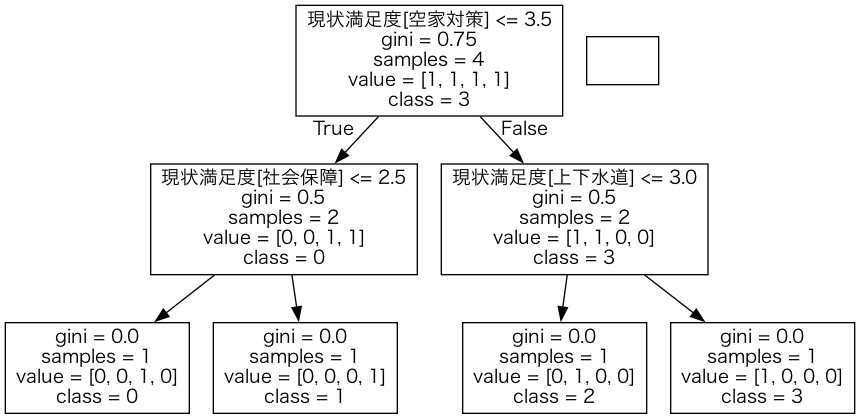 現状満足度[空家対策] <= 3.5
gini = 0.75
samples = 4
value = [1, 1, 1, 1]
class = 3
True
False
現状満足度[社会保障] <= 2.5
gini = 0.5
samples = 2
value = [0, 0, 1, 1]
class = 0
現状満足度[上下水道] <= 3.0
gini = 0.5
samples = 2
value = [1, 1, 0, 0]
class = 3
gini = 0.0
samples = 1
value = [0, 0, 1, 0]
class = 0
gini = 0.0
samples = 1
value = [0, 0, 0, 1]
class = 1
gini = 0.0
samples = 1
value = [0, 1, 0, 0]
class = 2
gini = 0.0
samples = 1
value = [1, 0, 0, 0]
class = 3